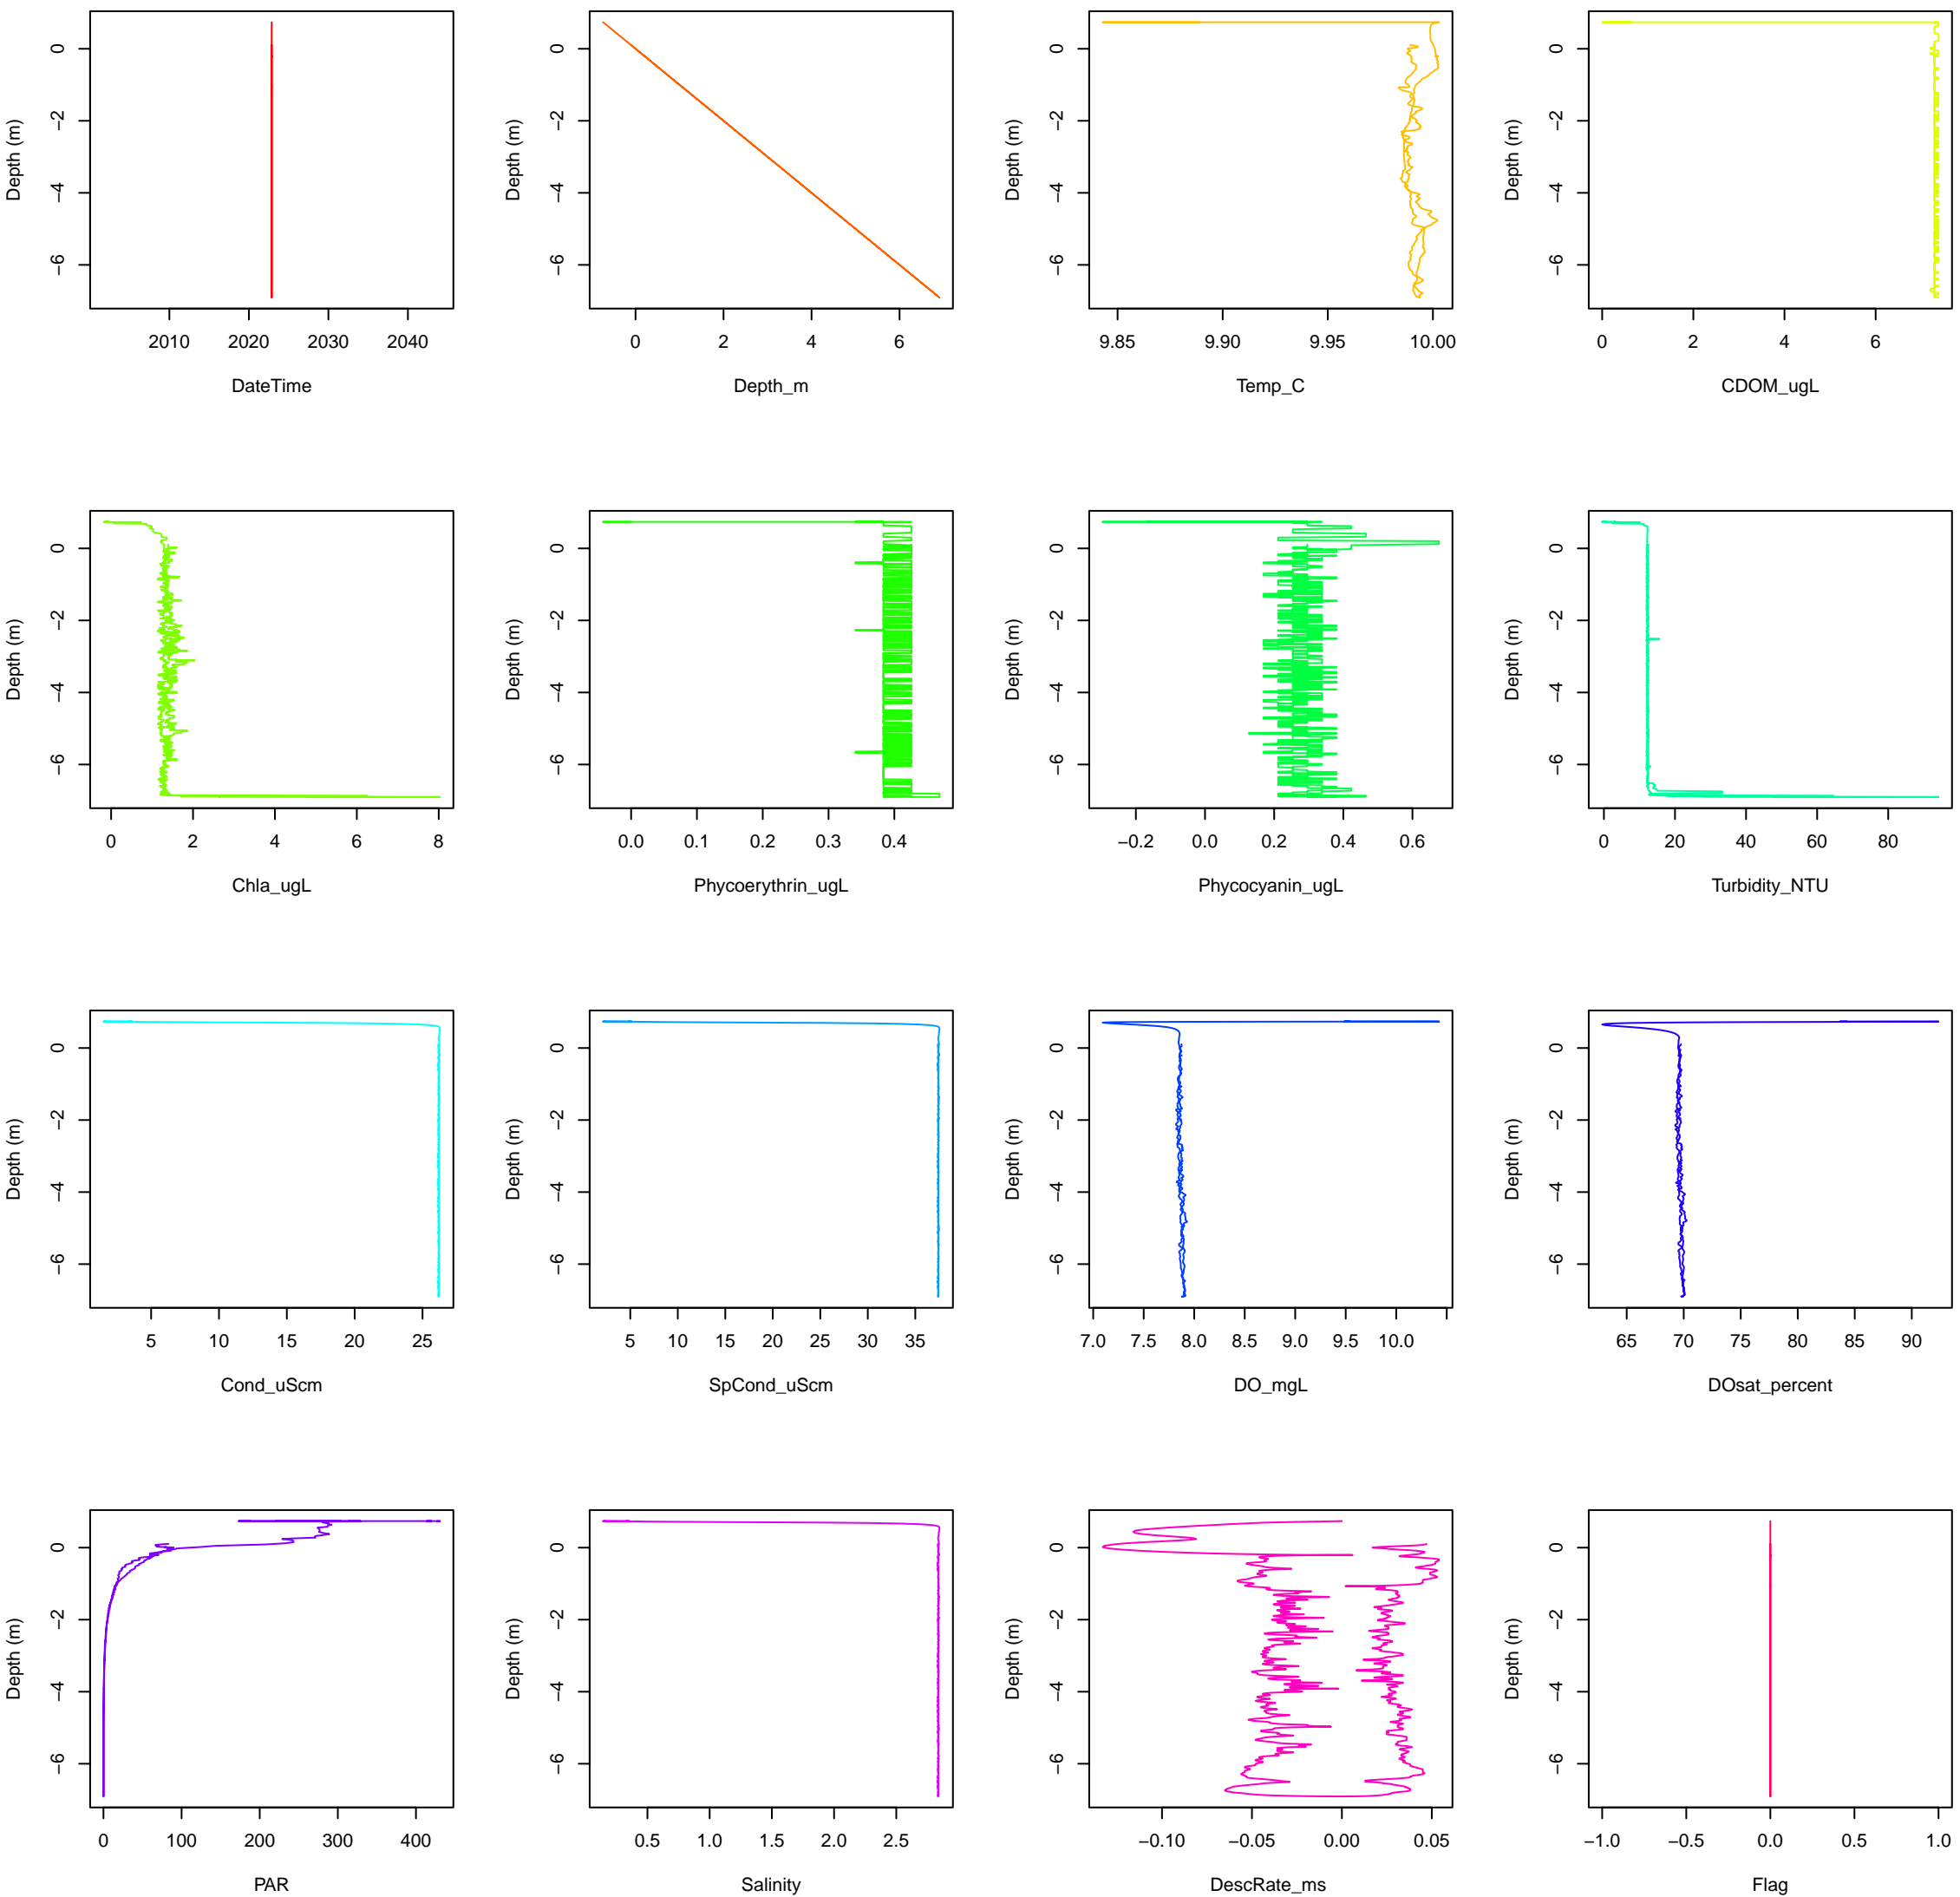 Depth (m)
0
−2
−4
−6
2010 2020 2030 2040
DateTime
Depth (m)
0
−2
−4
−6
0 2 4 6
Depth_m
Depth (m)
0
−2
−4
−6
9.85 9.90 9.95 10.00
Temp_C
Depth (m)
0
−2
−4
−6
0 2 4 6
CDOM_ugL
Depth (m)
0
−2
−4
−6
0 2 4 6 8
Chla_ugL
Depth (m)
0
−2
−4
−6
0.0 0.1 0.2 0.3 0.4
Phycoerythrin_ugL
Depth (m)
0
−2
−4
−6
−0.2 0.0 0.2 0.4 0.6
Phycocyanin_ugL
Depth (m)
0
−2
−4
−6
0 20 40 60 80
Turbidity_NTU
Depth (m)
0
−2
−4
−6
5 10 15 20 25
Cond_uScm
Depth (m)
0
−2
−4
−6
5 10 15 20 25 30 35
SpCond_uScm
Depth (m)
0
−2
−4
−6
7.0 7.5 8.0 8.5 9.0 9.5 10.0
DO_mgL
Depth (m)
0
−2
−4
−6
65 70 75 80 85 90
DOsat_percent
Depth (m)
0
−2
−4
−6
0 100 200 300 400
PAR
Depth (m)
0
−2
−4
−6
0.5 1.0 1.5 2.0 2.5
Salinity
Depth (m)
0
−2
−4
−6
−0.10 −0.05 0.00 0.05
DescRate_ms
Depth (m)
0
−2
−4
−6
−1.0 −0.5 0.0 0.5 1.0
Flag